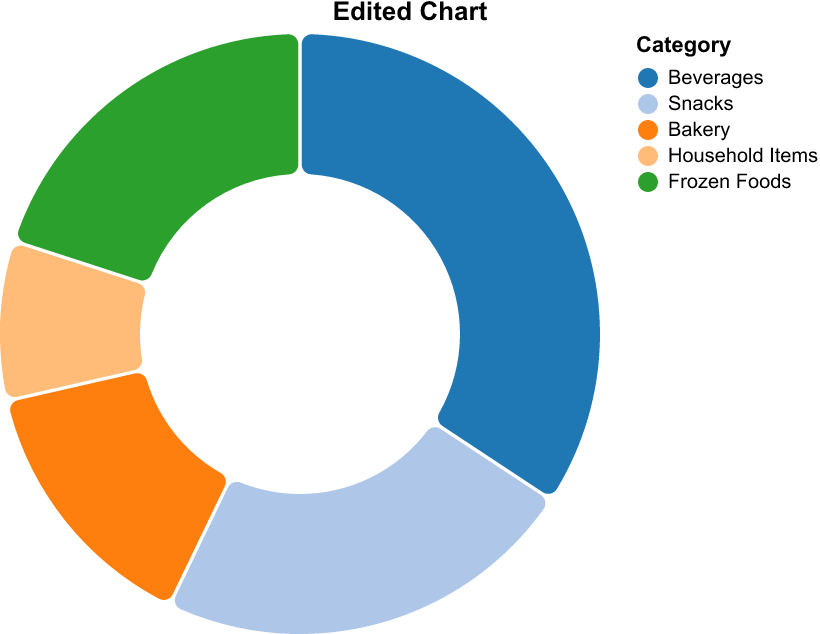 Edited Chart
Category
Beverages
Snacks
Bakery
Household Items
Frozen Foods